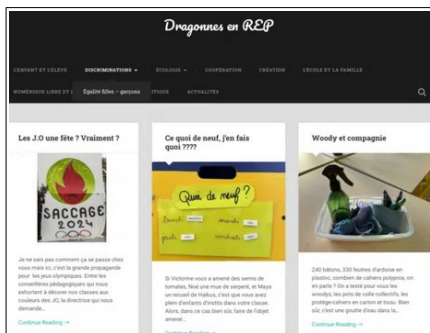 Dragonnes en REP
L'ENFANT ET L'ÉLÈVE DISCRIMINATIONS ÉCOLOGIE COOPÉRATION CRÉATION L'ÉCOLE ET LA FAMILLE
NUMÉRIQUE LIBRE ET Égalité filles – garçons ITIQUE ACTUALITÉS
Les J.O une fête ? Vraiment ?
SACCAGE
2024
Je ne sais pas comment ça se passe chez
vous mais ici, c'est la grande propagande
pour les jeux olympiques. Entre les
conseillères pédagogiques qui nous
exhortent à décorer nos classes aux
couleurs des JO, la directrice qui nous
demande...
Continue Reading →
Ce quoi de neuf, j'en fais
quoi ????
Quoi de neuf ?
lundi mardi
jeudi vendredi
Si Victorine vous a amené des semis de
tomates, Noé une mue de serpent, et Maya
un recueil de Haïkus, c'est que vous avez
plein d'enfants d'instits dans votre classe.
Alors, dans ce cas bien sûr, faire de l'objet
amené...
Continue Reading →
Woody et compagnie
240 bâtons, 330 feutres d'ardoise en
plastoc, combien de cahiers polypros, on
en parle ? On a testé pour vous les
woodys, les pots de colle collectifs, les
protège-cahiers en carton et tissu. Bien
sûr, c'est une goutte d'eau dans la...
Continue Reading →